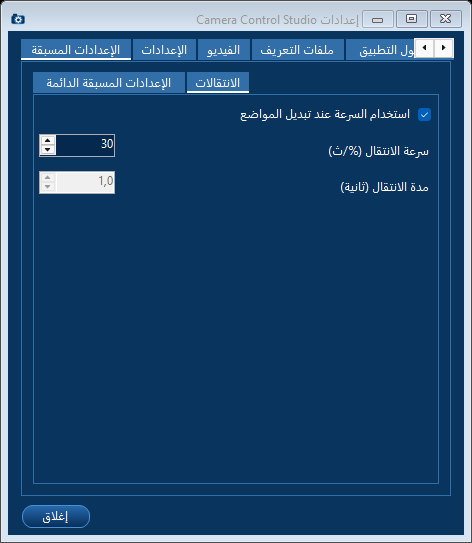 إعدادات Camera Control Studio
ول التطبيق ملفات التعريف الفيديو الإعدادات الإعدادات المسبقة
الانتقالات الإعدادات المسبقة الدائمة
استخدام السرعة عند تبديل المواضع
سرعة الانتقال (%/ث) 30
مدة الانتقال (ثانية) 1,0
إغلاق